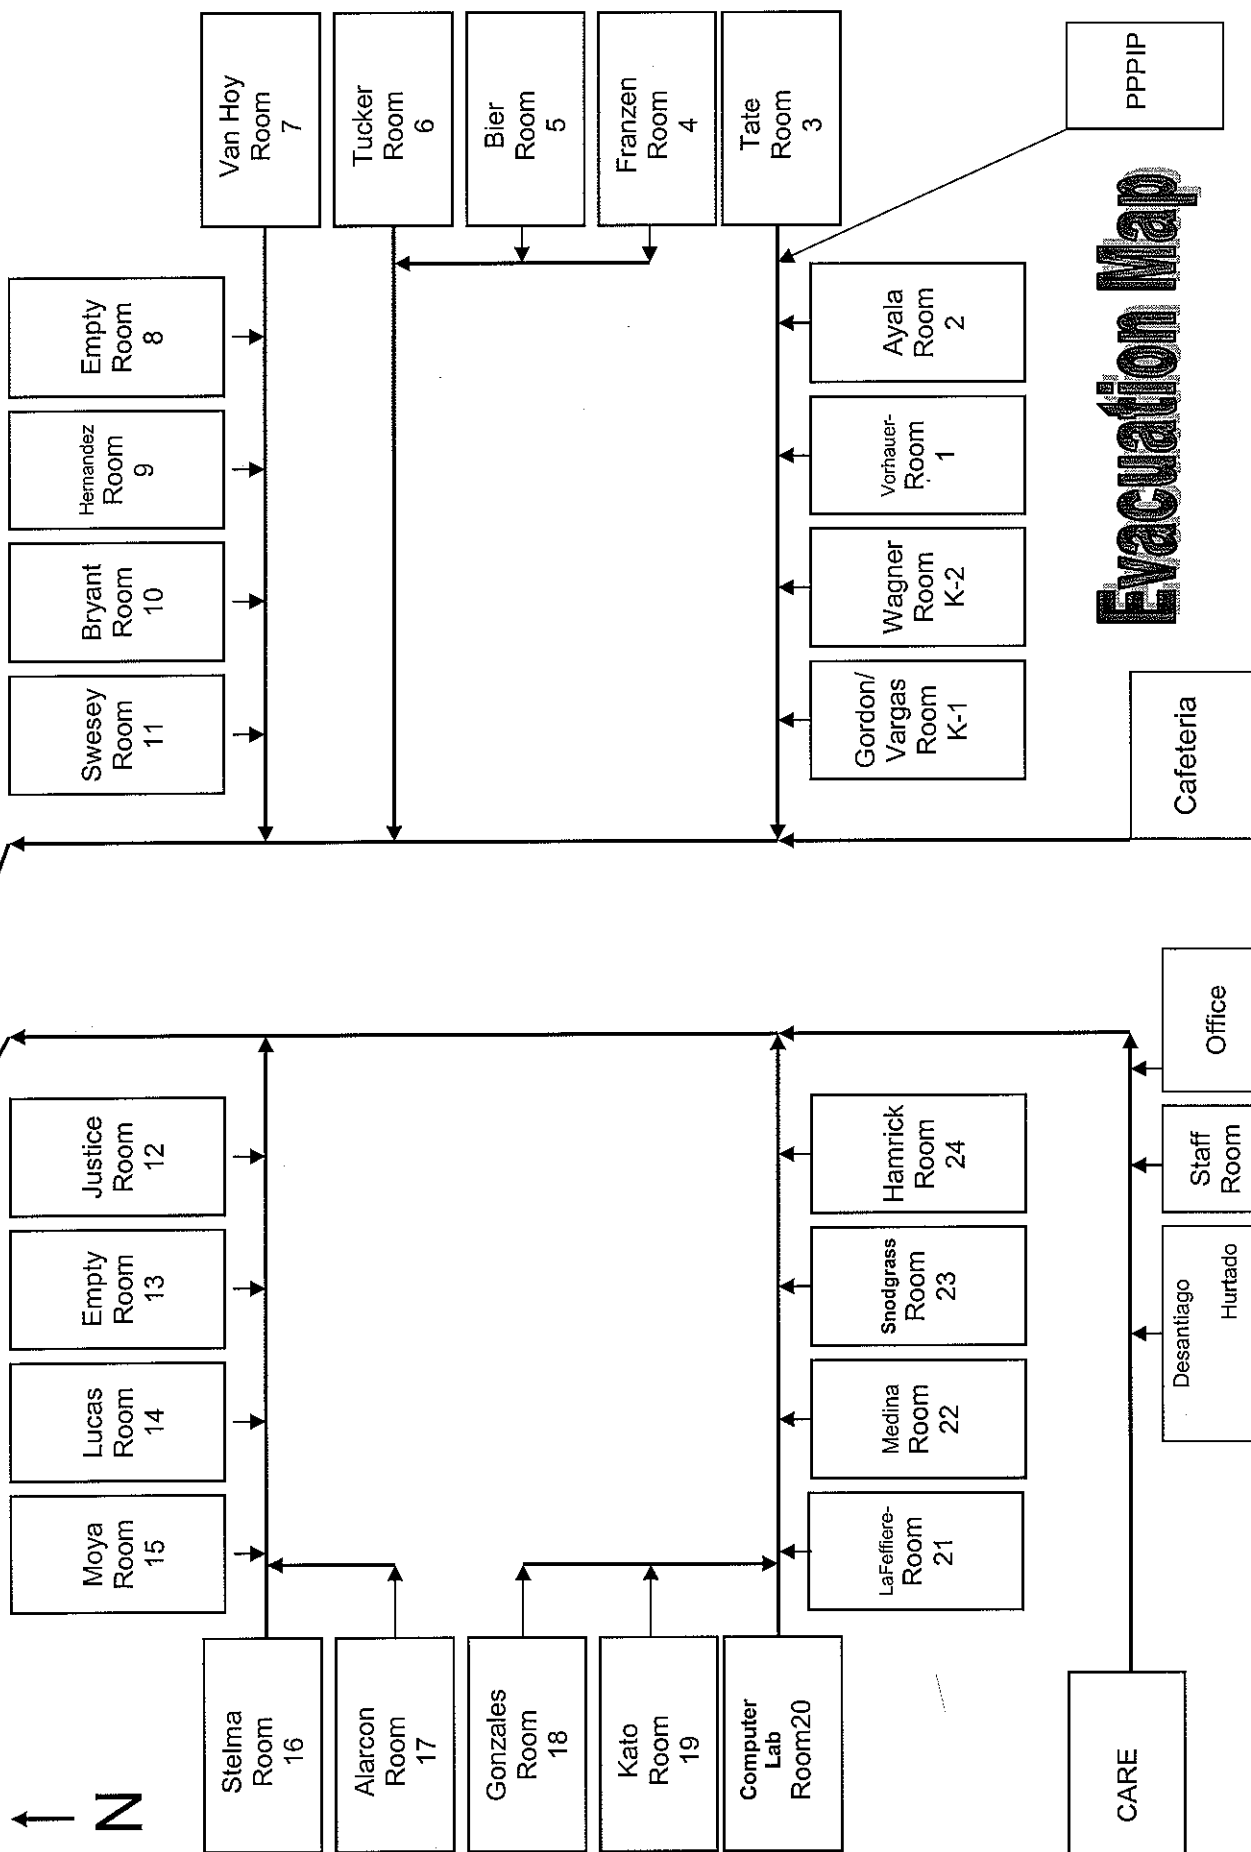 N
Moya
Room
15
Lucas
Room
14
Empty
Room
13
Justice
Room
12
Swesey
Room
11
Bryant
Room
10
Hernandez
Room
9
Empty
Room
8
Stelma
Room
16
Van Hoy
Room
7
Alarcon
Room
17
Tucker
Room
6
Gonzales
Room
18
Bier
Room
5
Kato
Room
19
Franzen
Room
4
Computer
Lab
Room20
Tate
Room
3
LaFeffiere-
Room
21
Medina
Room
22
Snodgrass
Room
23
Hamrick
Room
24
Gordon/
Vargas
Room
K-1
Wagner
Room
K-2
Vorhauer-
Room
1
Ayala
Room
2
CARE
Desantiago
Hurtado
Staff
Room
Office
Cafeteria
Evacuation Map
PPPIP